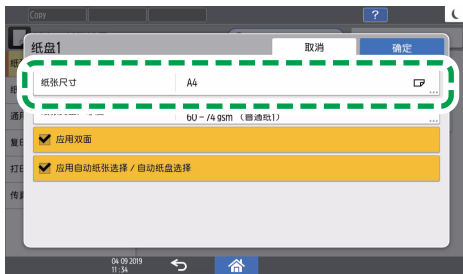 Copy
?
纸盘1
取消
确定
纸张尺寸
A4
60 – 74 gsm （普通纸1）
应用双面
应用自动纸张选择 / 自动纸盘选择
04 09 2019
11 : 34